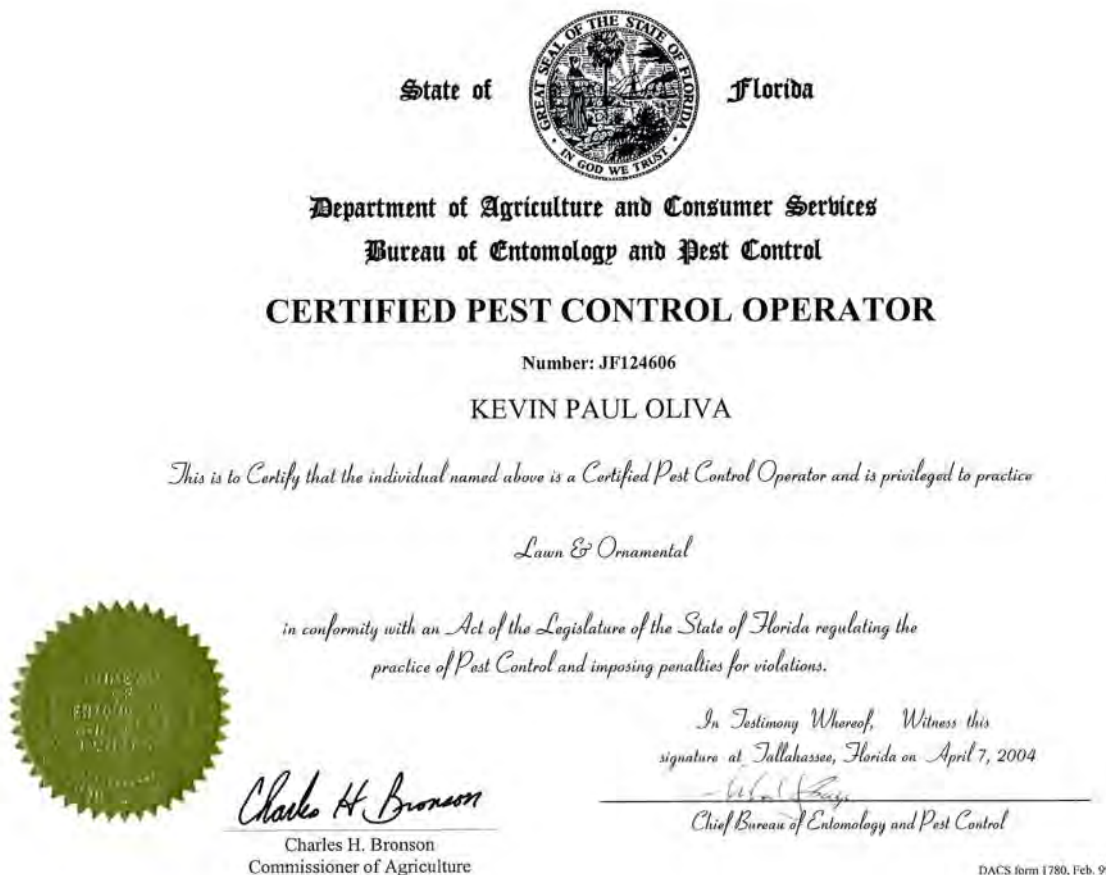 State of
GREAT SEAL OF THE STATE OF FLORIDA
IN GOD WE TRUST
Florida
Department of Agriculture and Consumer Services
Bureau of Entomology and Pest Control
CERTIFIED PEST CONTROL OPERATOR
Number: JF124606
KEVIN PAUL OLIVA
This is to Certify that the individual named above is a Certified Pest Control Operator and is privileged to practice
Lawn & Ornamental
in conformity with an Act of the Legislature of the State of Florida regulating the
practice of Pest Control and imposing penalties for violations.
In Testimony Whereof, Witness this
signature at Tallahassee, Florida on April 7, 2004
Chief Bureau of Entomology and Pest Control
Charles H. Bronson
Charles H. Bronson
Commissioner of Agriculture
DACS form 1780, Feb. 9